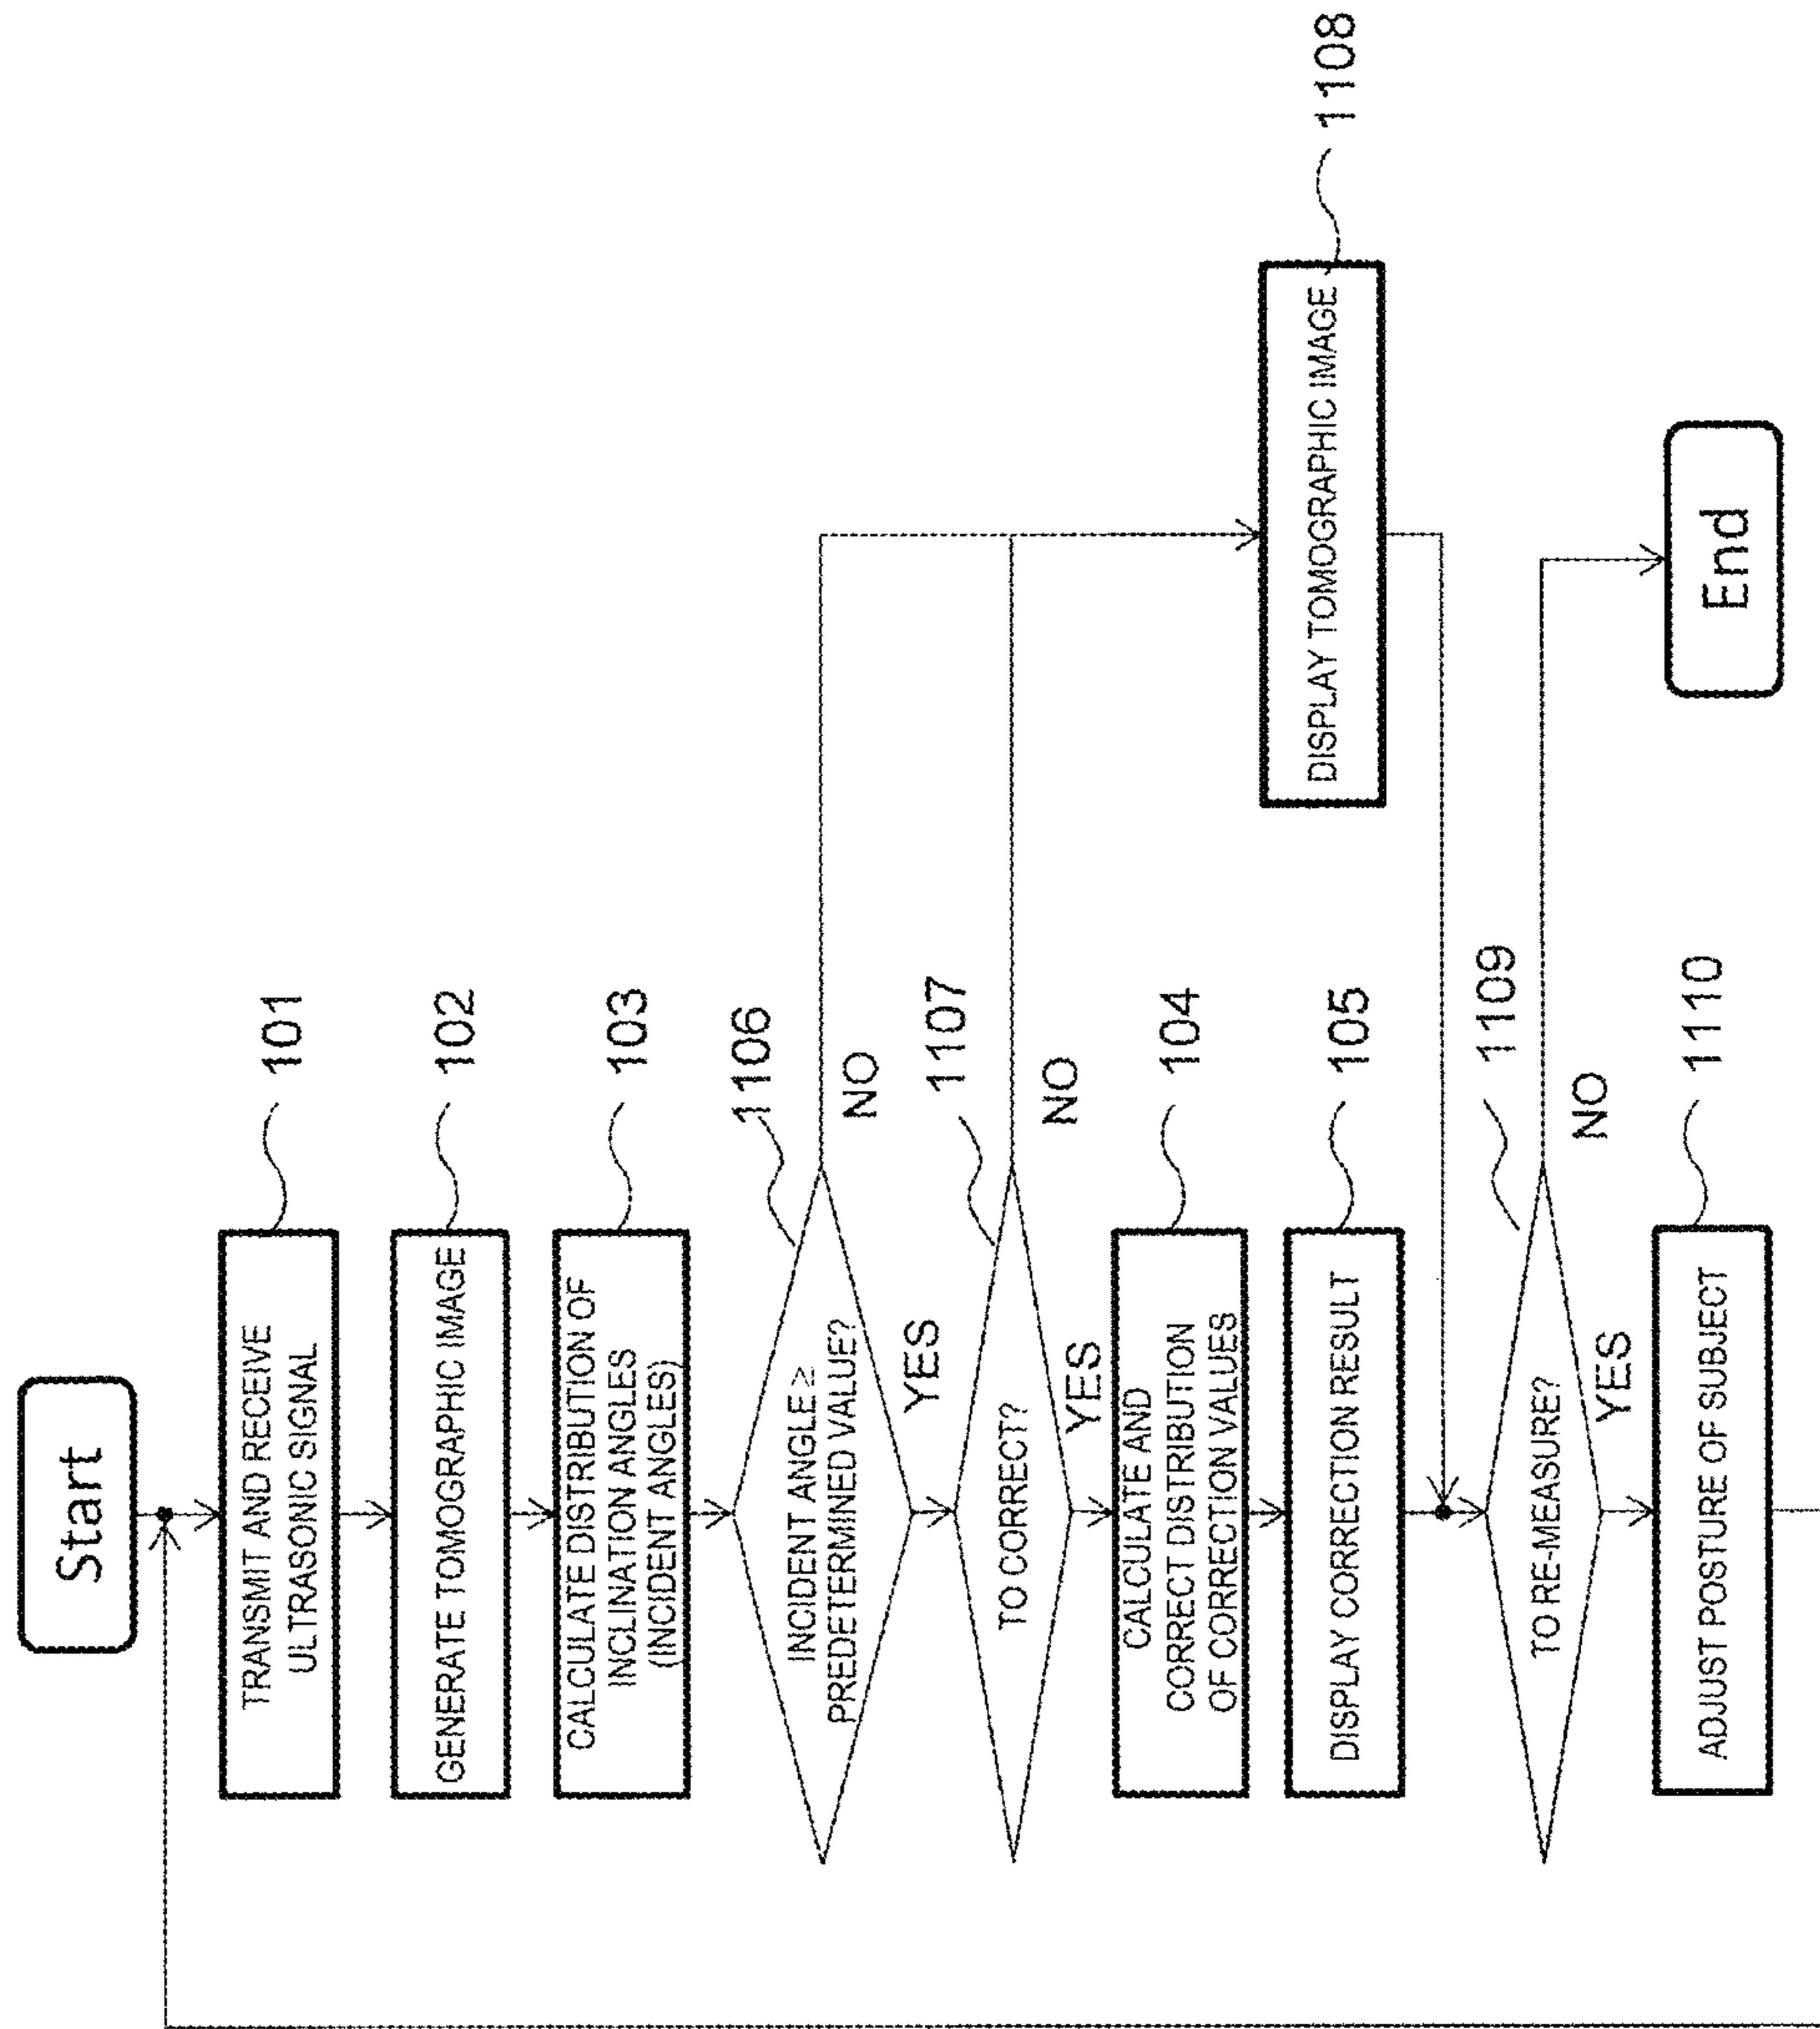 Start
TRANSMIT AND RECEIVE
ULTRASONIC SIGNAL
101
GENERATE TOMOGRAPHIC IMAGE
102
CALCULATE DISTRIBUTION OF
INCLINATION ANGLES
(INCIDENT ANGLES)
103
INCIDENT ANGLE ≥
PREDETERMINED VALUE?
1106
NO
YES
TO CORRECT?
1107
NO
YES
CALCULATE AND
CORRECT DISTRIBUTION
OF CORRECTION VALUES
104
DISPLAY TOMOGRAPHIC IMAGE
1108
DISPLAY CORRECTION RESULT
105
TO RE-MEASURE?
1109
NO
YES
ADJUST POSTURE OF SUBJECT
1110
End